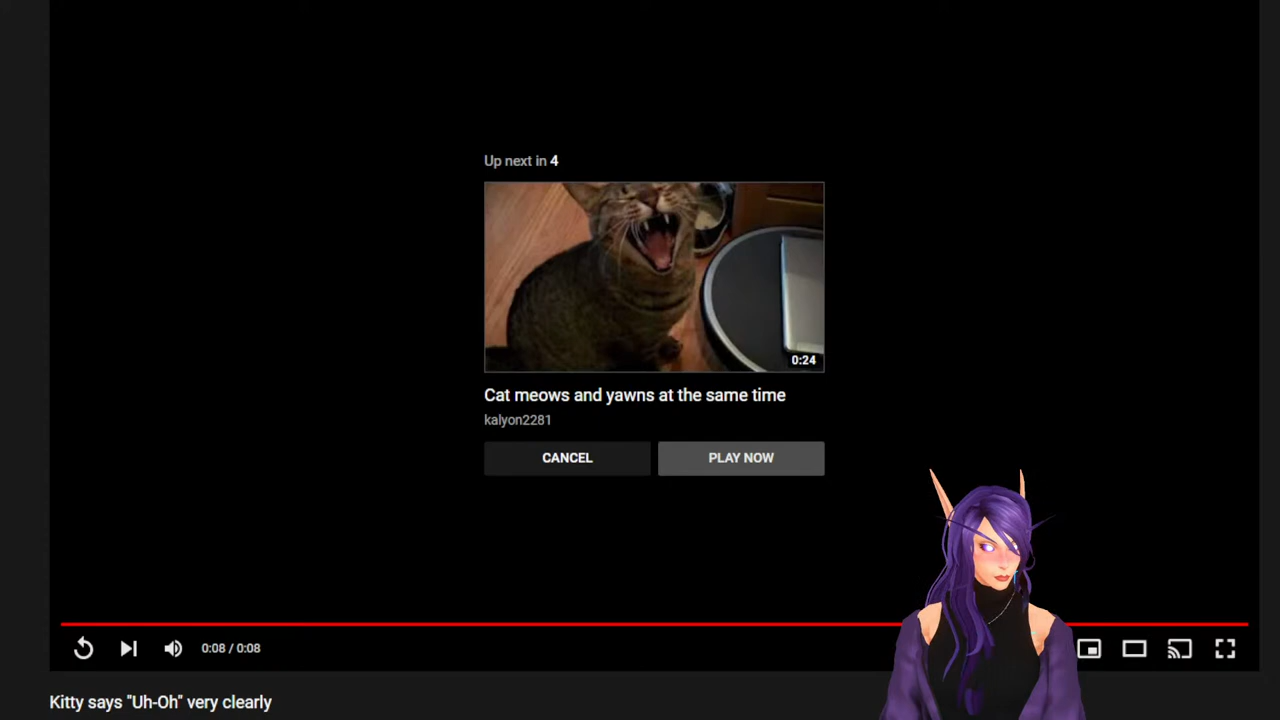 Up next in 4
0:24
Cat meows and yawns at the same time
kalyon2281
CANCEL
PLAY NOW
0:08 / 0:08
Kitty says "Uh-Oh" very clearly